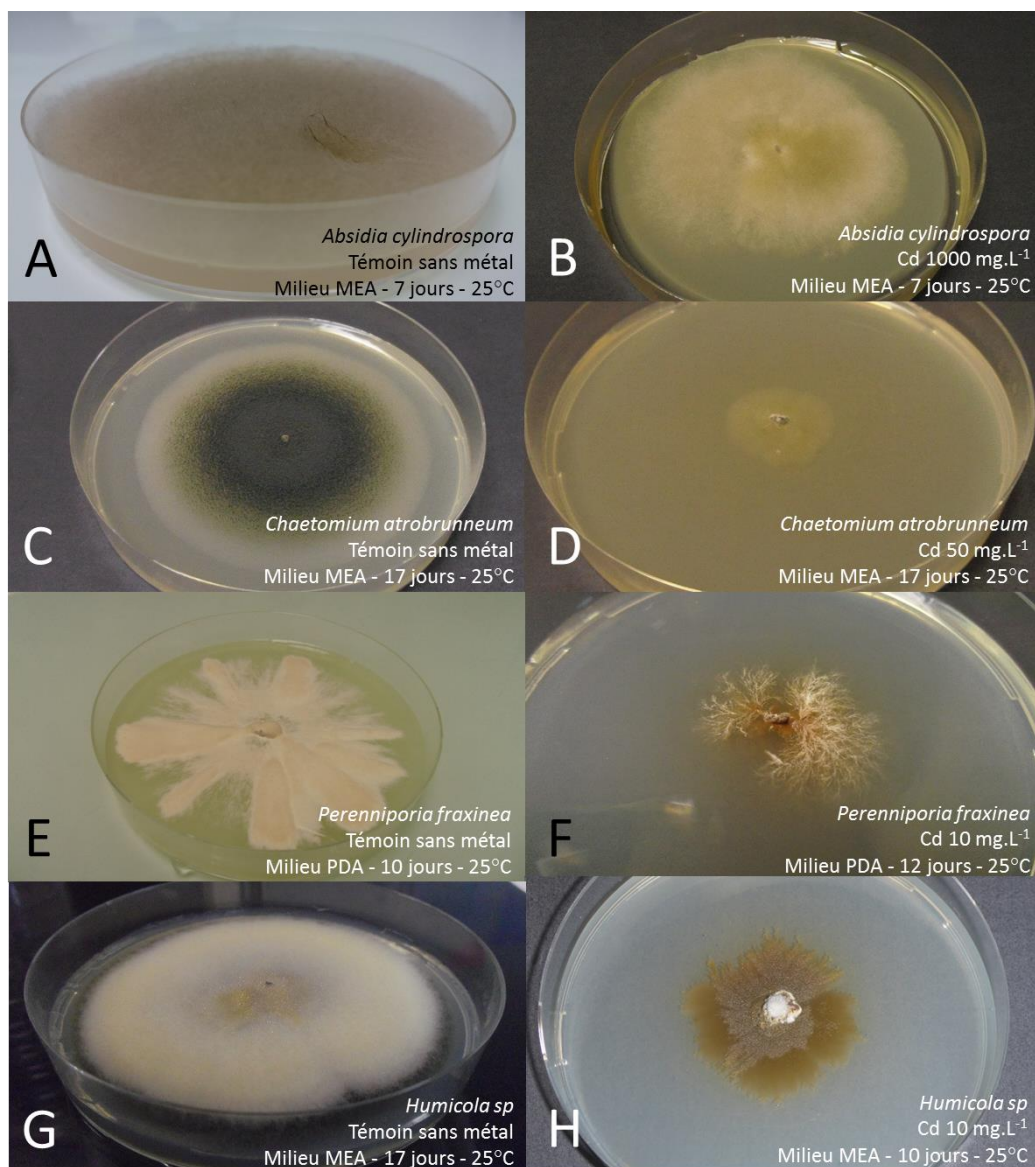 A
Absidia cylindrospora
Témoin sans métal
Milieu MEA - 7 jours - 25°C
B
Absidia cylindrospora
Cd 1000 mg.L⁻¹
Milieu MEA - 7 jours - 25°C
C
Chaetomium atrobrunneum
Témoin sans métal
Milieu MEA - 17 jours - 25°C
D
Chaetomium atrobrunneum
Cd 50 mg.L⁻¹
Milieu MEA - 17 jours - 25°C
E
Perenniporia fraxinea
Témoin sans métal
Milieu PDA - 10 jours - 25°C
F
Perenniporia fraxinea
Cd 10 mg.L⁻¹
Milieu PDA - 12 jours - 25°C
G
Humicola sp
Témoin sans métal
Milieu MEA - 17 jours - 25°C
H
Humicola sp
Cd 10 mg.L⁻¹
Milieu MEA - 10 jours - 25°C